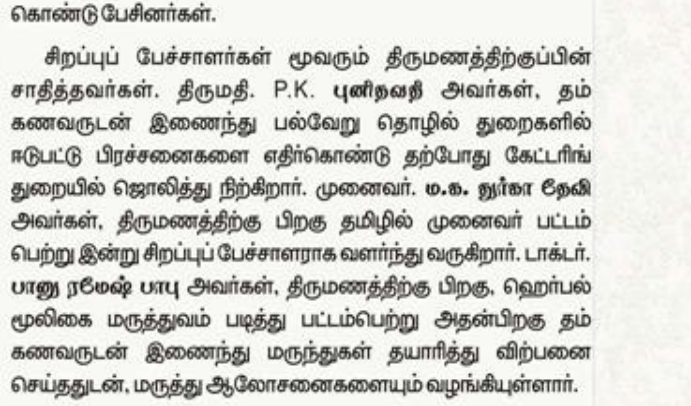 கொண்டு பேசினர்கள்.
சிறப்புப் பேச்சாளர்கள் மூவரும் திருமணத்திற்குப்பின்
சாதித்தவர்கள். திருமதி. P.K. புனிதவதி அவர்கள், தம்
கணவருடன் இணைந்து பல்வேறு தொழில் துறைகளில்
ஈடுபட்டு பிரச்சனைகளை எதிர்கொண்டு தற்போது கேட்டரிங்
துறையில் ஜொலித்து நிற்கிறார். முனைவர். ம.க. துர்கா தேவி
அவர்கள், திருமணத்திற்கு பிறகு தமிழில் முனைவர் பட்டம்
பெற்று இன்று சிறப்புப் பேச்சாளராக வளர்ந்து வருகிறார். டாக்டர்.
பானு ரமேஷ் பாபு அவர்கள், திருமணத்திற்கு பிறகு, ஹெர்பல்
மூலிகை மருத்துவம் படித்து பட்டம்பெற்று அதன்பிறகு தம்
கணவருடன் இணைந்து மருந்துகள் தயாரித்து விற்பனை
செய்ததுடன், மருத்து ஆலோசனைகளையும் வழங்கியுள்ளார்.